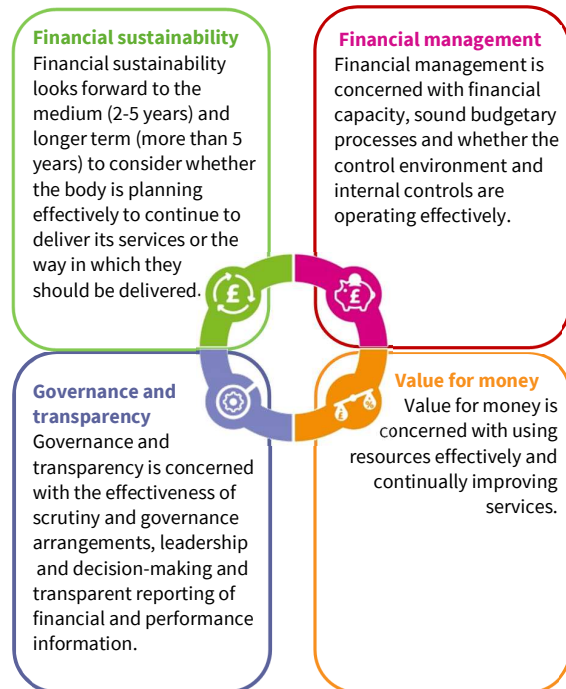 Financial sustainability
Financial sustainability
looks forward to the
medium (2-5 years) and
longer term (more than 5
years) to consider whether
the body is planning
effectively to continue to
deliver its services or the
way in which they
should be delivered.
Financial management
Financial management is
concerned with financial
capacity, sound budgetary
processes and whether the
control environment and
internal controls are
operating effectively.
£
£
Governance and
transparency
Governance and
transparency is concerned
with the effectiveness of
scrutiny and governance
arrangements, leadership
and decision-making and
transparent reporting of
financial and performance
information.
£
Value for money
Value for money is
concerned with using
resources effectively and
continually improving
services.